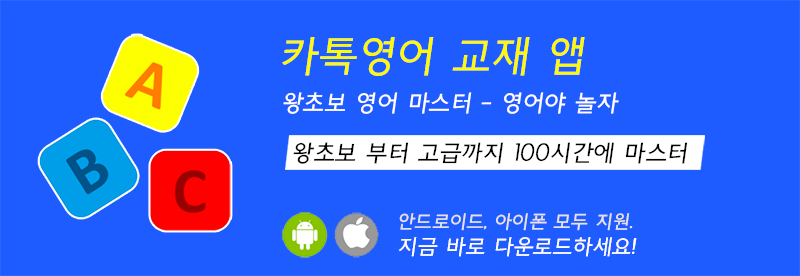 A
B
C
카톡영어 교재 앱
왕초보 영어 마스터 - 영어야 놀자
왕초보 부터 고급까지 100시간에 마스터
안드로이드, 아이폰 모두 지원.
지금 바로 다운로드하세요!